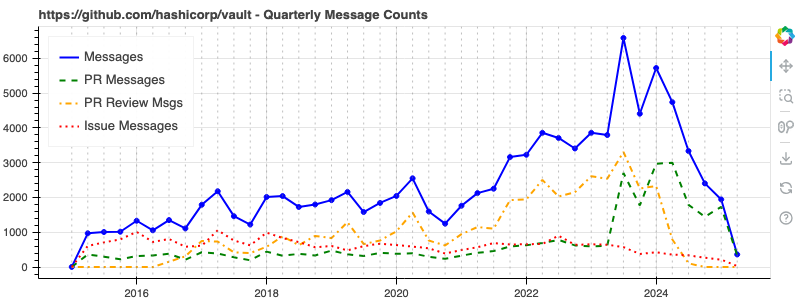 https://github.com/hashicorp/vault - Quarterly Message Counts
Messages
PR Messages
PR Review Msgs
Issue Messages
6000
5000
4000
3000
2000
1000
0
2016
2018
2020
2022
2024